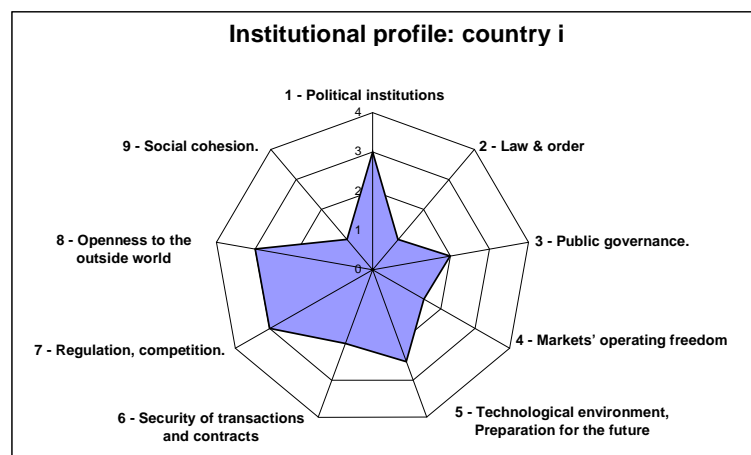 Institutional profile: country i
1 - Political institutions
4
9 - Social cohesion.
2 - Law & order
3
2
8 - Openness to the
outside world
1
3 - Public governance.
0
4 - Markets’ operating freedom
7 - Regulation, competition.
6 - Security of transactions
and contracts
5 - Technological environment,
Preparation for the future